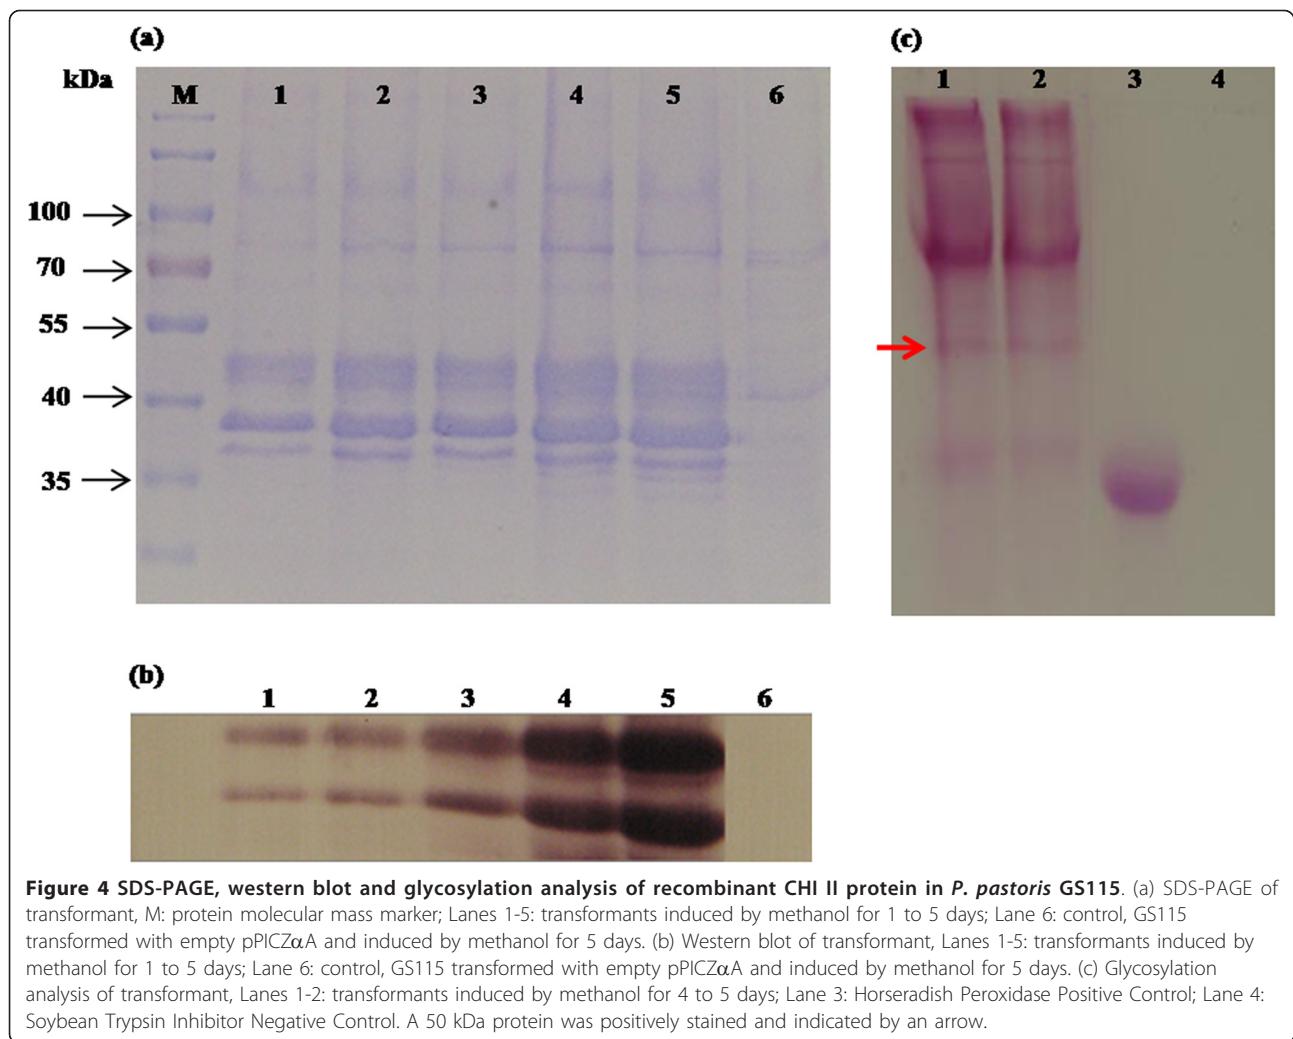 (a)
kDa
M 1 2 3 4 5 6
100
70
55
40
35
(c)
1 2 3 4
(b)
1 2 3 4 5 6
Figure 4 SDS-PAGE, western blot and glycosylation analysis of recombinant CHI II protein in P. pastoris GS115. (a) SDS-PAGE of
transformant, M: protein molecular mass marker; Lanes 1-5: transformants induced by methanol for 1 to 5 days; Lane 6: control, GS115
transformed with empty pPICZαA and induced by methanol for 5 days. (b) Western blot of transformant, Lanes 1-5: transformants induced by
methanol for 1 to 5 days; Lane 6: control, GS115 transformed with empty pPICZαA and induced by methanol for 5 days. (c) Glycosylation
analysis of transformant, Lanes 1-2: transformants induced by methanol for 4 to 5 days; Lane 3: Horseradish Peroxidase Positive Control; Lane 4:
Soybean Trypsin Inhibitor Negative Control. A 50 kDa protein was positively stained and indicated by an arrow.